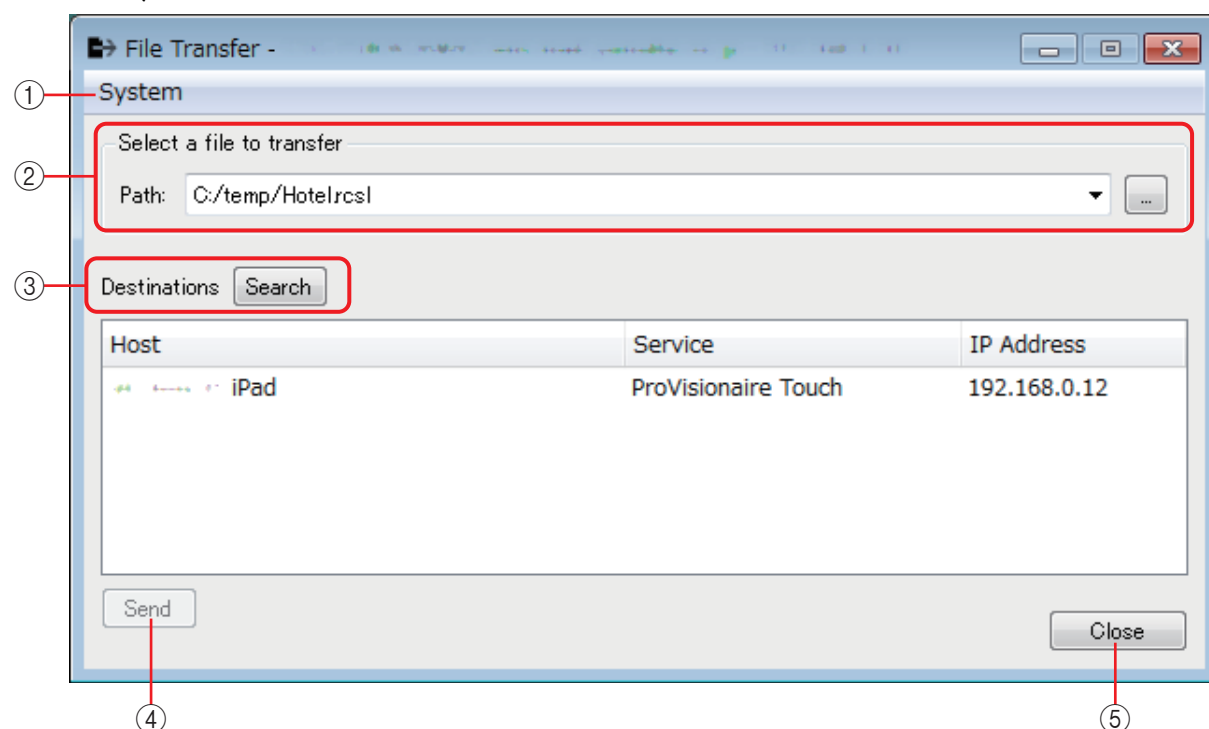 File Transfer -
① System
② Select a file to transfer
Path: C:/temp/Hotel.rcsl ...
③ Destinations Search
Host Service IP Address
iPad ProVisionaire Touch 192.168.0.12
Send
Close
④ ⑤